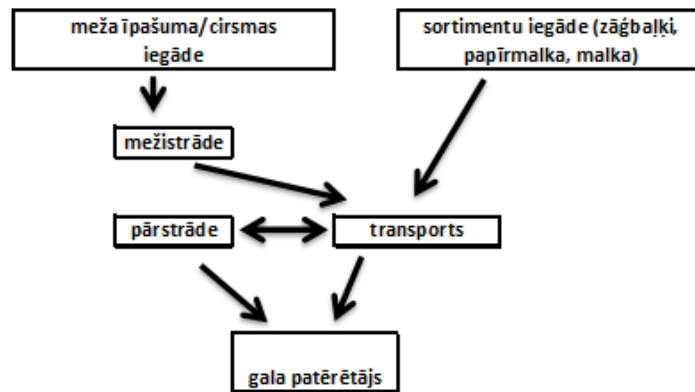 meža īpašuma/cirsmas
iegāde
sortimentu iegāde (zāģbaļķi,
papīrmalka, malka)
mežistrāde
pārstrāde
transports
gala patērētājs